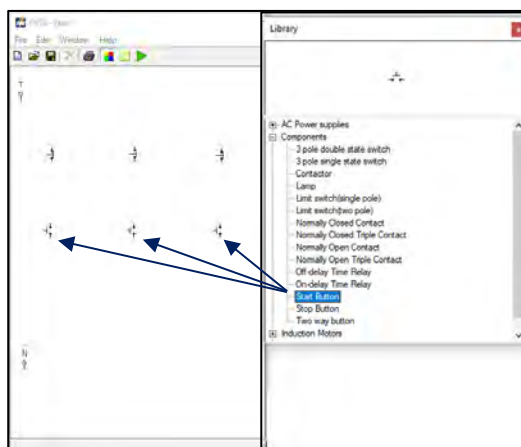 File Edit Window Help
T
N
Library
AC Power supplies
Components
3 pole double state switch
3 pole single state switch
Contactor
Lamp
Limit switch(single pole)
Limit switch(two pole)
Normally Closed Contact
Normally Closed Triple Contact
Normally Open Contact
Normally Open Triple Contact
Off-delay Time Relay
On-delay Time Relay
Start Button
Stop Button
Two way button
Induction Motors